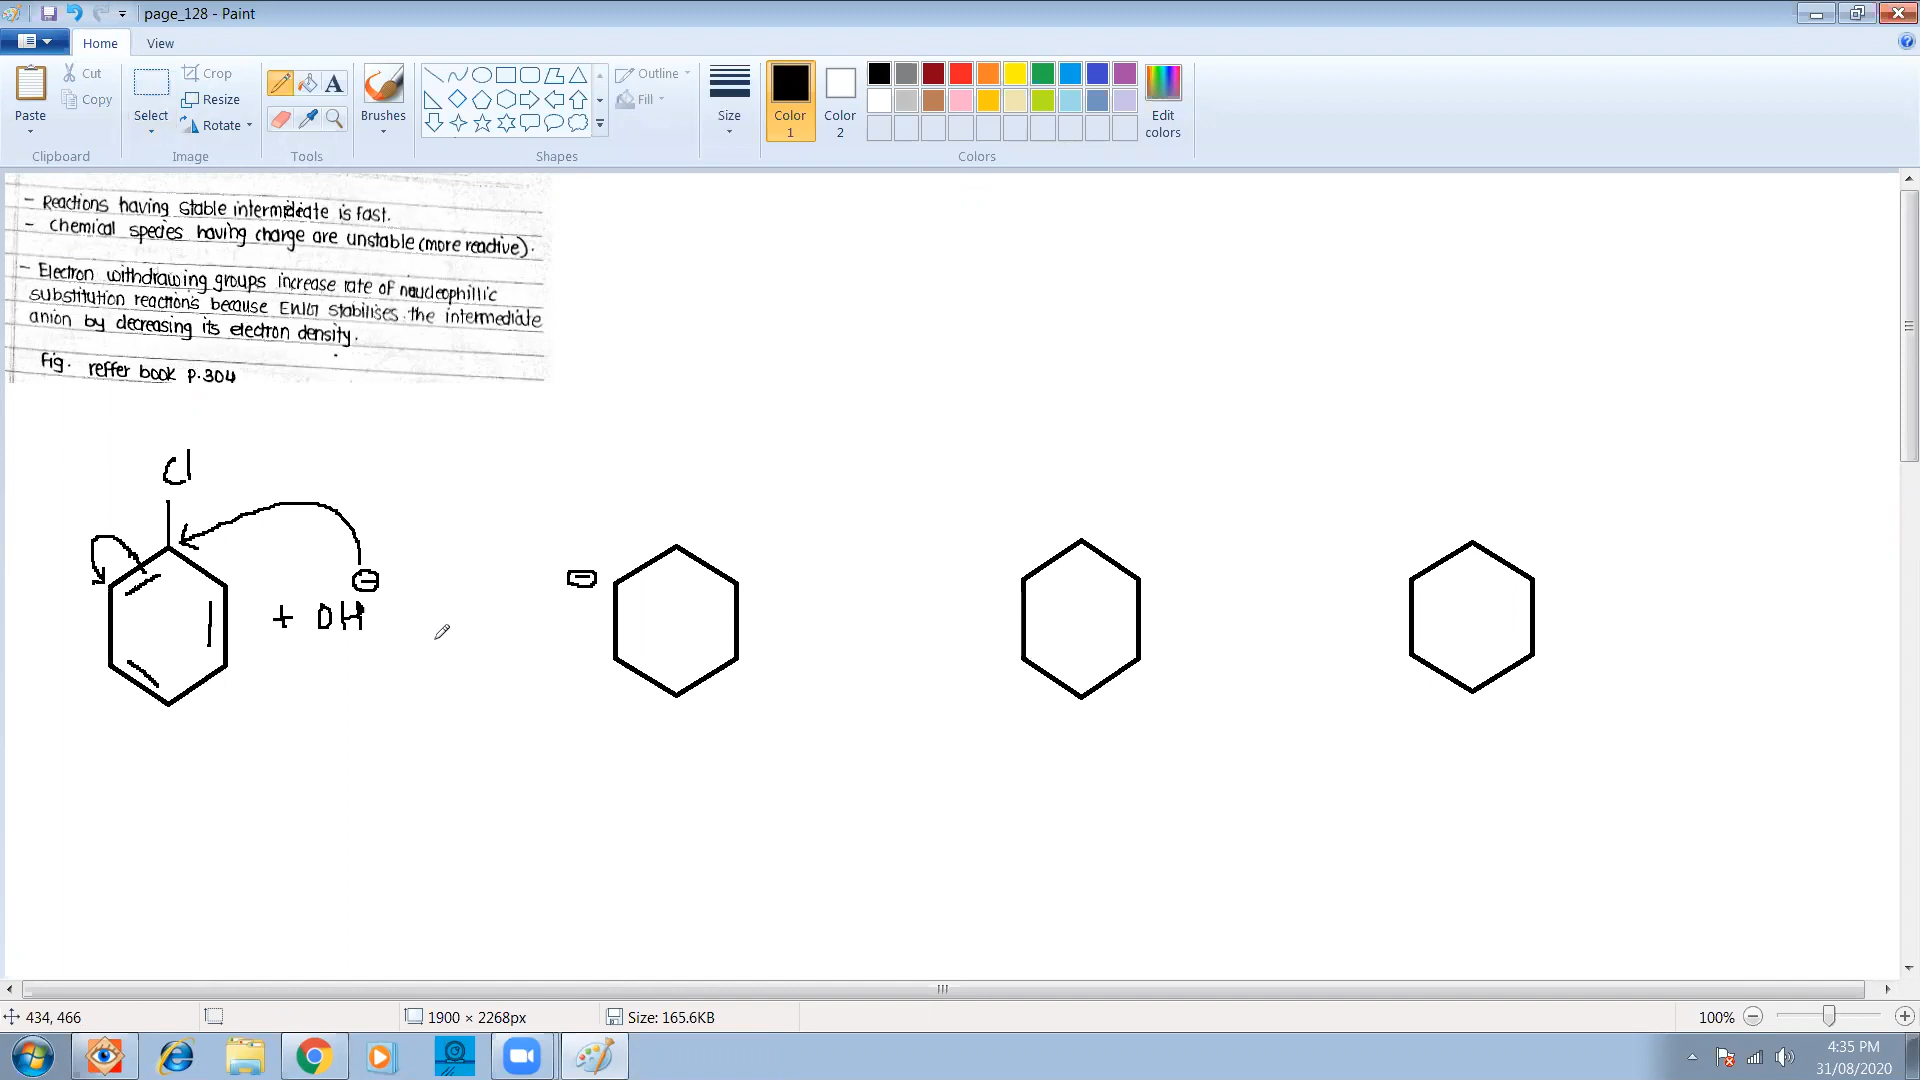 page_128 - Paint
Home View
Paste Cut Copy Select Crop Resize Rotate Brushes Outline Fill Size Color 1 Color 2 Edit colors
Clipboard Image Tools Shapes Colors
- Reactions having stable intermediate is fast.
- chemical species having charge are unstable (more reactive).
- Electron withdrawing groups increase rate of nucleophillic
substitution reactions because EWG stabilises the intermediate
anion by decreasing its electron density.
Fig. reffer book p.304
Cl
+ OH
434, 466 1900 × 2268px Size: 165.6KB 100%
4:35 PM
31/08/2020